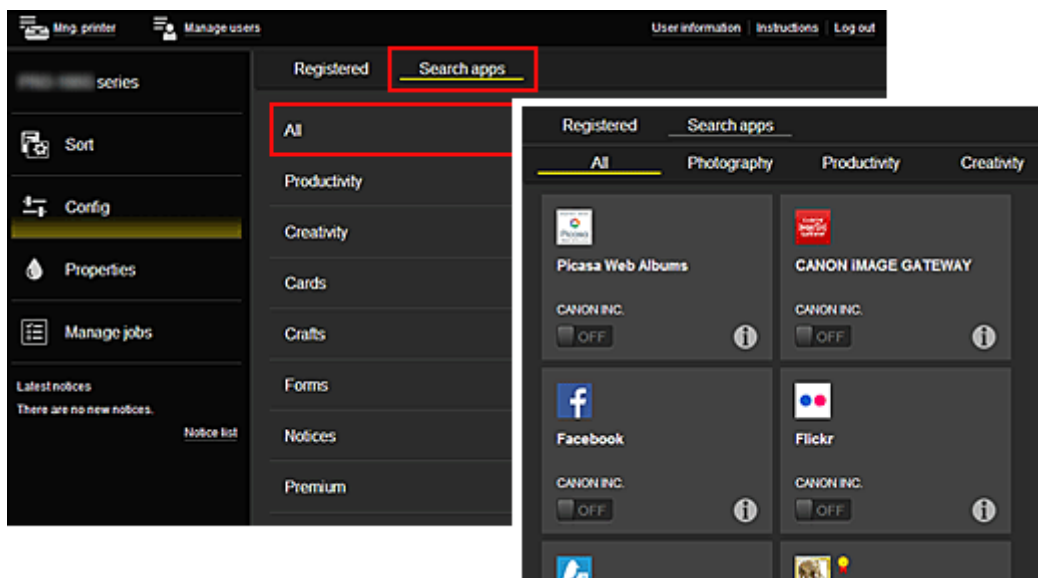 Mng. printer
Manage users
User information
Instructions
Log out
series
Sort
Config
Properties
Manage jobs
Latest notices
There are no new notices.
Notice list
Registered
Search apps
All
Productivity
Creativity
Cards
Crafts
Forms
Notices
Premium
Registered
Search apps
All
Photography
Productivity
Creativity
Picasa
Picasa Web Albums
CANON INC.
OFF
CANON iMAGE GATEWAY
CANON INC.
OFF
Facebook
CANON INC.
OFF
Flickr
CANON INC.
OFF